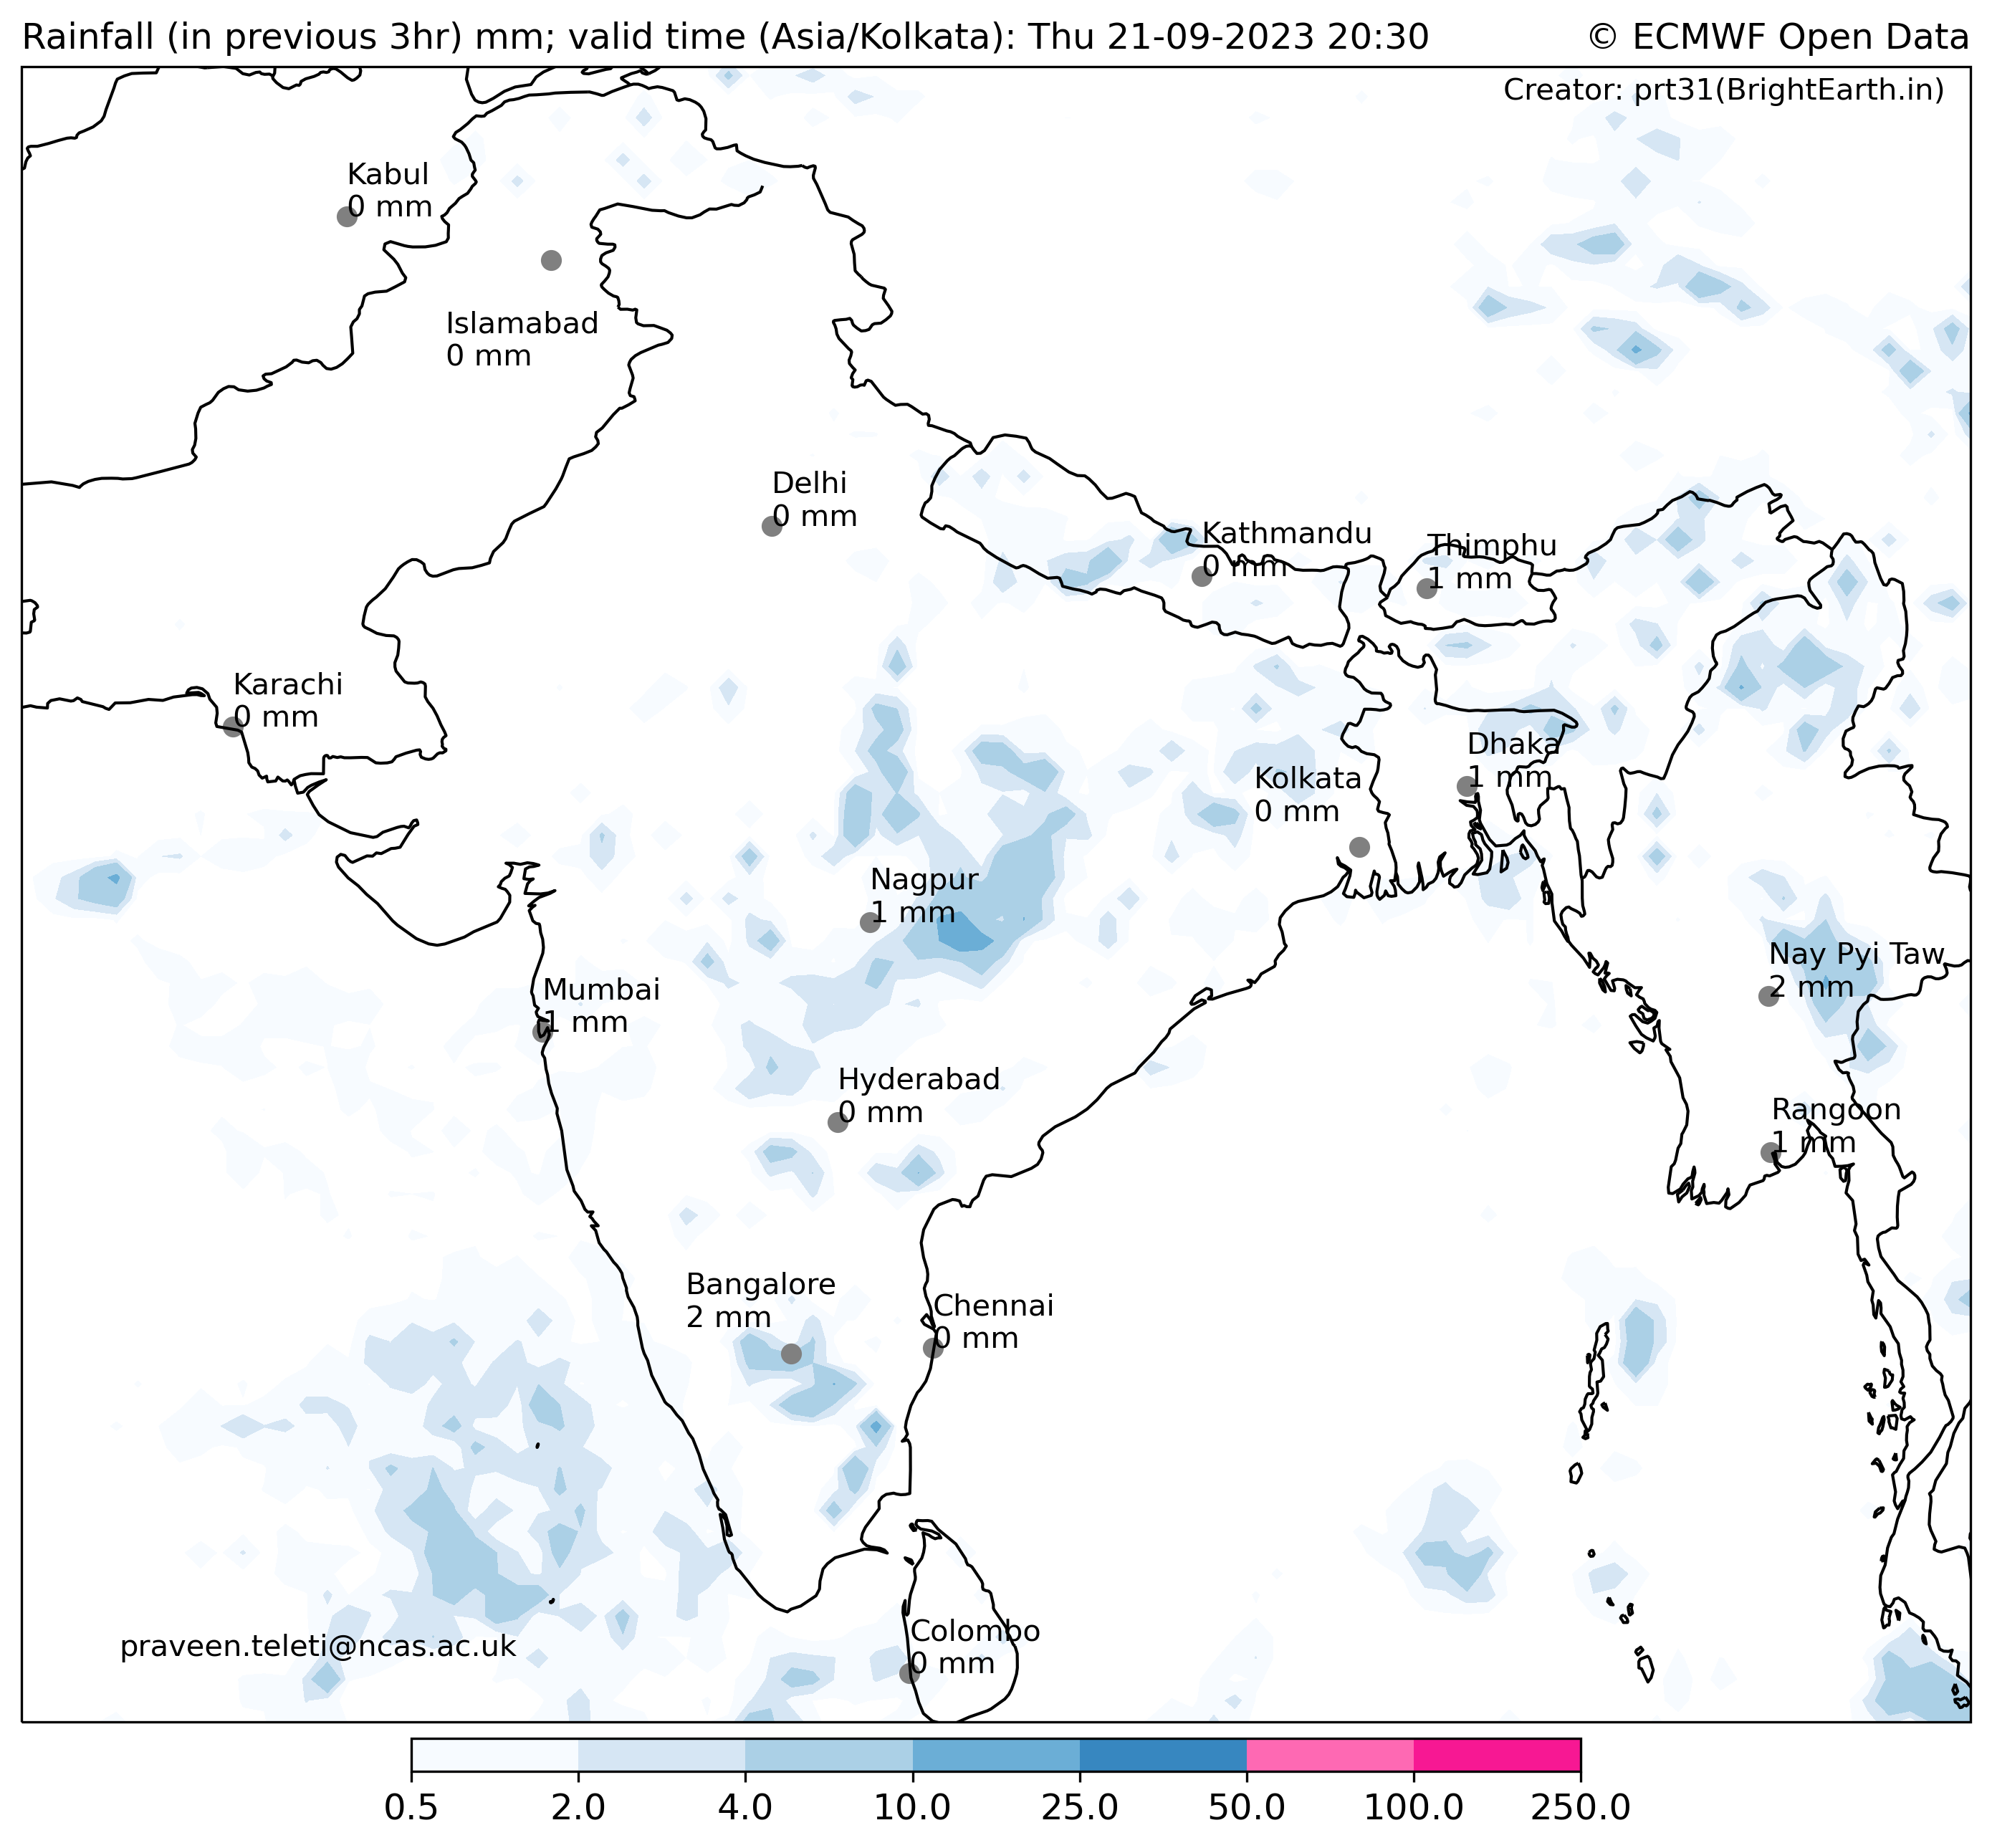 Rainfall (in previous 3hr) mm; valid time (Asia/Kolkata): Thu 21-09-2023 20:30
© ECMWF Open Data
Creator: prt31(BrightEarth.in)
Kabul
0 mm
Islamabad
0 mm
Delhi
0 mm
Kathmandu
0 mm
Thimphu
1 mm
Karachi
0 mm
Dhaka
1 mm
Kolkata
0 mm
Nagpur
1 mm
Nay Pyi Taw
2 mm
Mumbai
1 mm
Hyderabad
0 mm
Rangoon
1 mm
Bangalore
2 mm
Chennai
0 mm
Colombo
0 mm
praveen.teleti@ncas.ac.uk
0.5 2.0 4.0 10.0 25.0 50.0 100.0 250.0